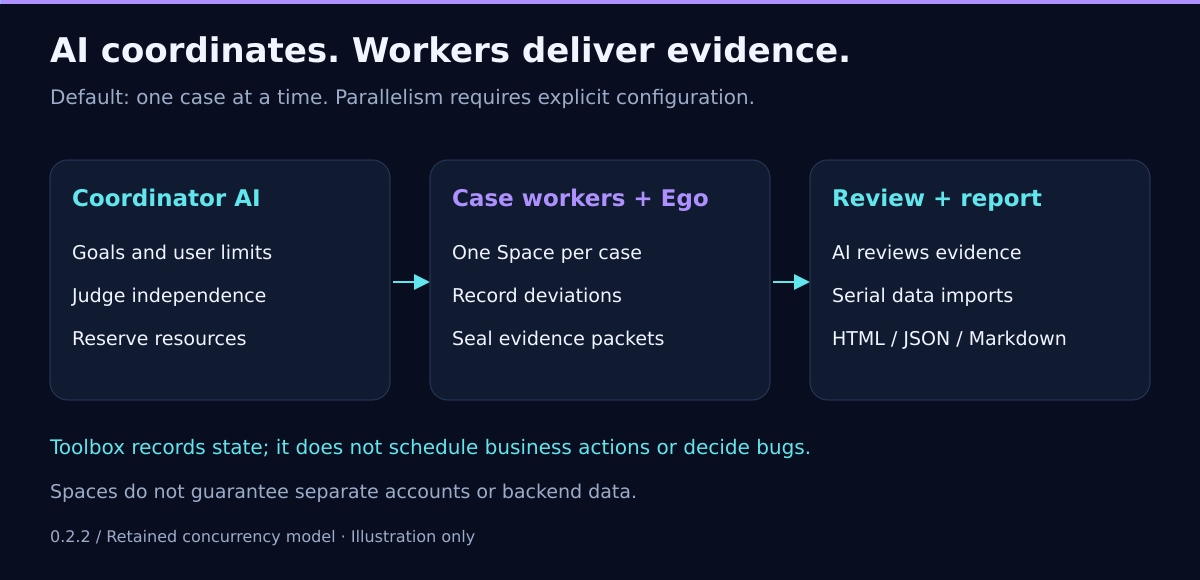 AI coordinates. Workers deliver evidence.
Default: one case at a time. Parallelism requires explicit configuration.
Coordinator AI
Goals and user limits
Judge independence
Reserve resources
Case workers + Ego
One Space per case
Record deviations
Seal evidence packets
Review + report
AI reviews evidence
Serial data imports
HTML / JSON / Markdown
Toolbox records state; it does not schedule business actions or decide bugs.
Spaces do not guarantee separate accounts or backend data.
0.2.2 / Retained concurrency model · Illustration only